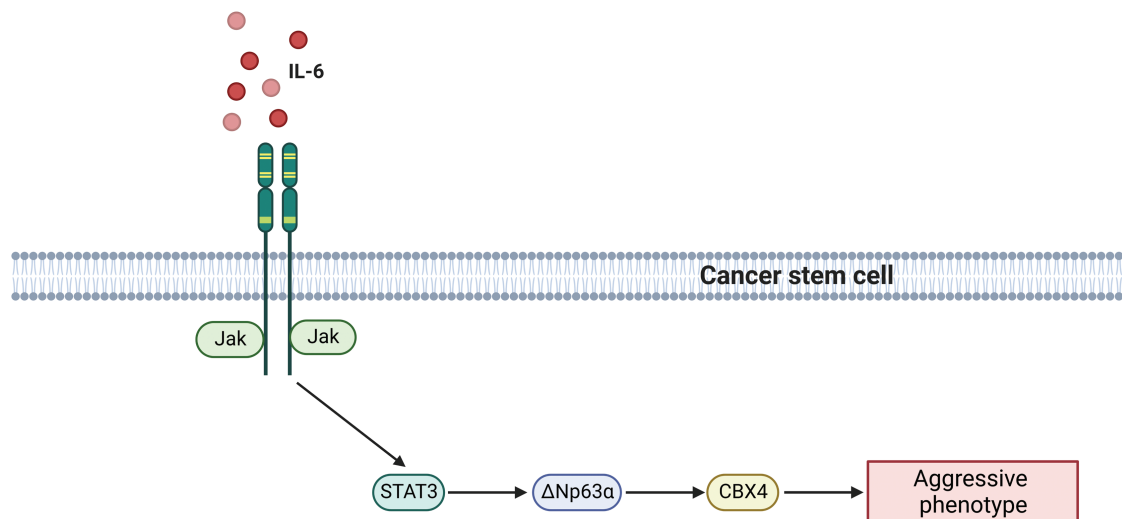 IL-6
Cancer stem cell
Jak
Jak
STAT3
ΔNp63α
CBX4
Aggressive
phenotype